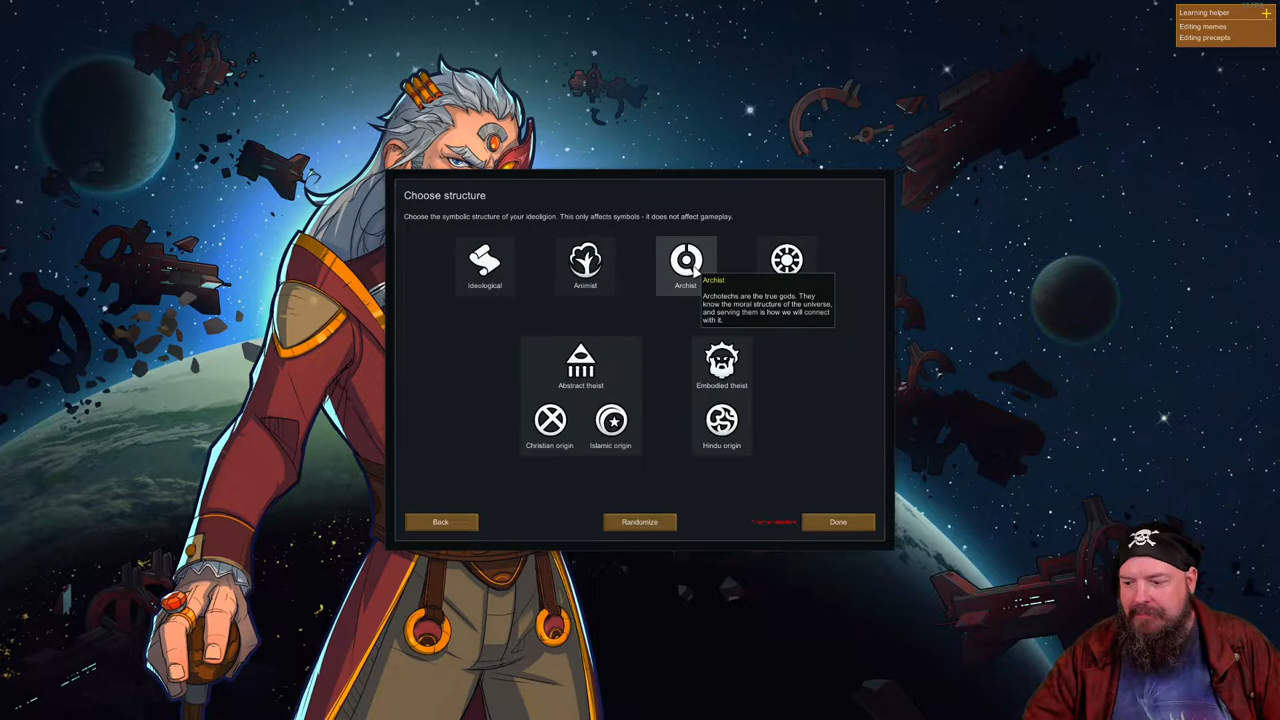 Learning helper
Editing memes
Editing precepts
Choose structure
Choose the symbolic structure of your ideoligion. This only affects symbols - it does not affect gameplay.
Ideological
Animist
Archist
Archist
Archotechs are the true gods. They
know the moral structure of the universe,
and serving them is how we will connect
with it.
Abstract theist
Embodied theist
Christian origin
Islamic origin
Hindu origin
Back
Randomize
Done